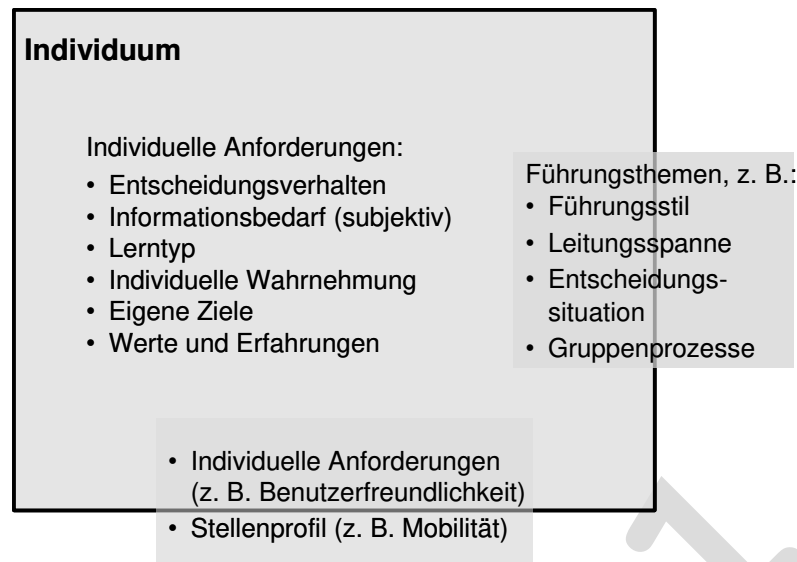 Individuum
Individuelle Anforderungen:
• Entscheidungsverhalten
• Informationsbedarf (subjektiv)
• Lerntyp
• Individuelle Wahrnehmung
• Eigene Ziele
• Werte und Erfahrungen
Führungsthemen, z. B.:
• Führungsstil
• Leitungsspanne
• Entscheidungs-
situation
• Gruppenprozesse
• Individuelle Anforderungen
(z. B. Benutzerfreundlichkeit)
• Stellenprofil (z. B. Mobilität)